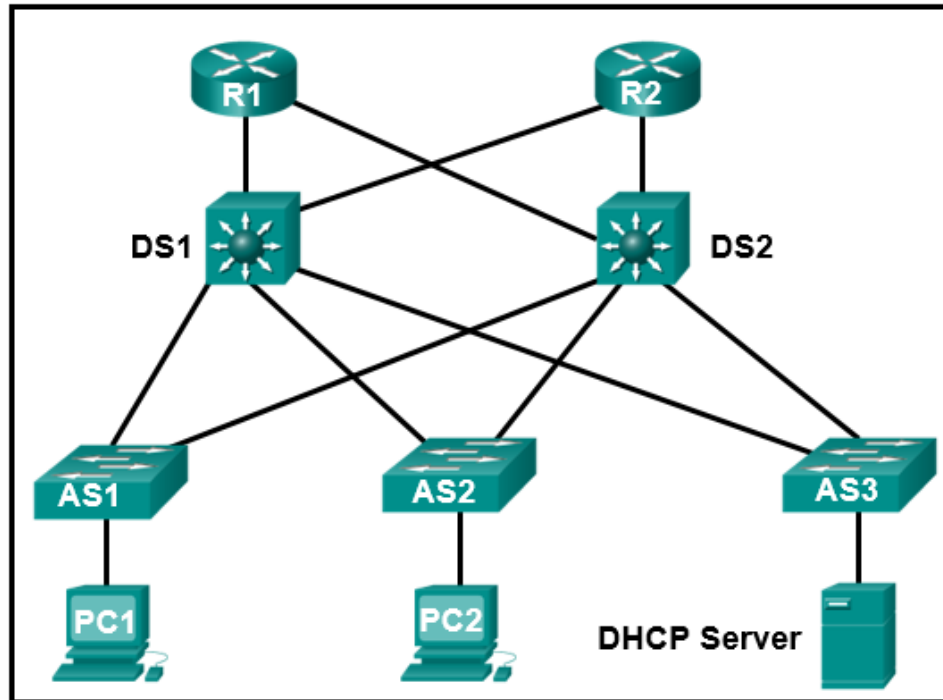 R1
R2
DS1
DS2
AS1
AS2
AS3
PC1
PC2
DHCP Server